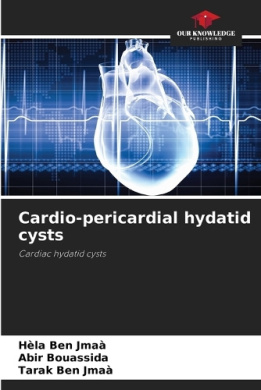 OUR KNOWLEDGE
PUBLISHING
Cardio-pericardial hydatid
cysts
Cardiac hydatid cysts
Hèla Ben Jmaà
Abir Bouassida
Tarak Ben Jmaà